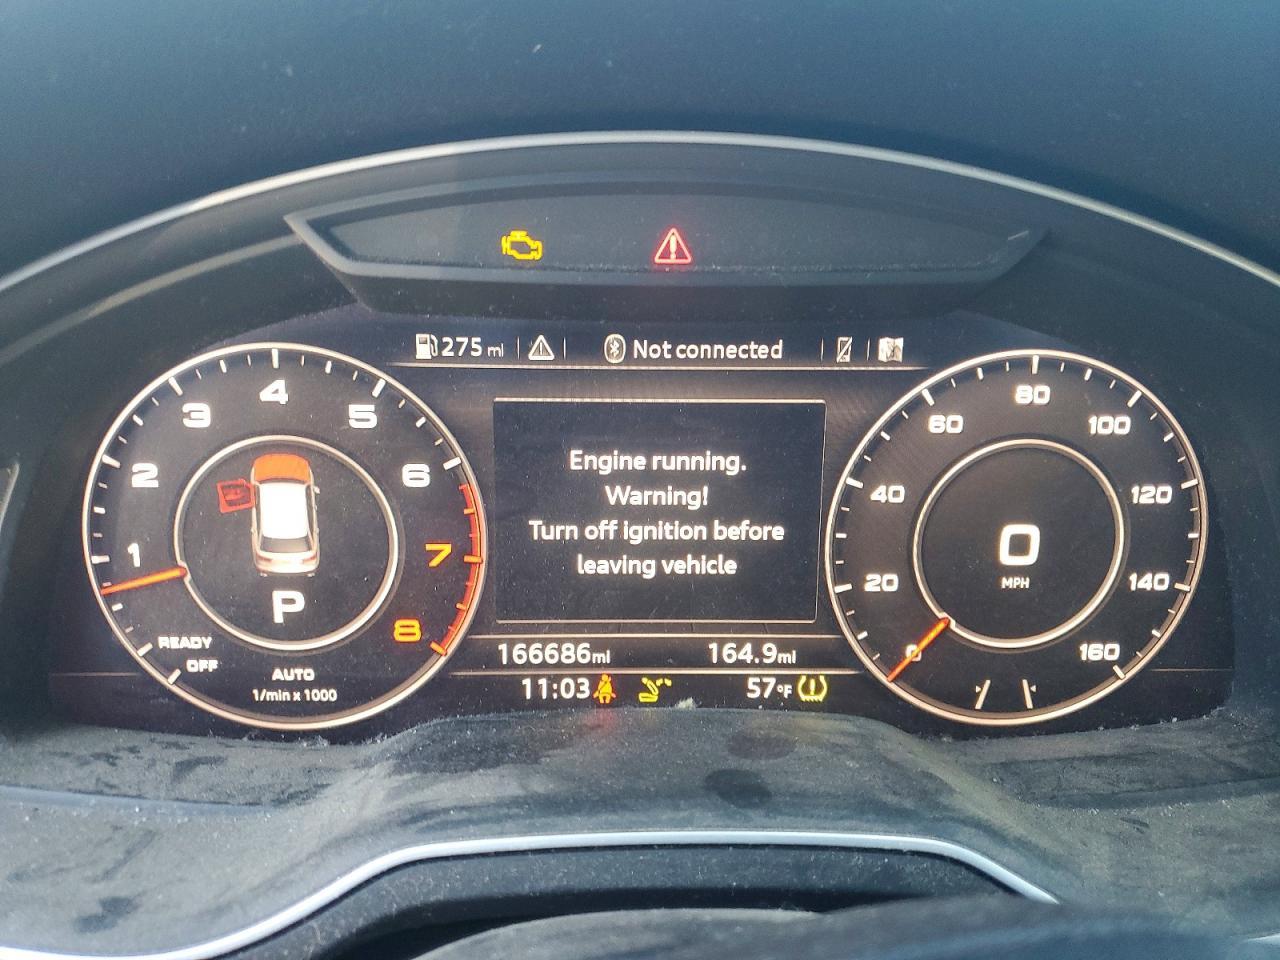 275 mi
Not connected
4
3
5
2
6
1
7
8
P
READY
OFF
AUTO
1/min x 1000
Engine running.
Warning!
Turn off ignition before
leaving vehicle
166686mi
164.9mi
11:03
57°F
80
60
100
40
120
20
140
0
160
0
MPH